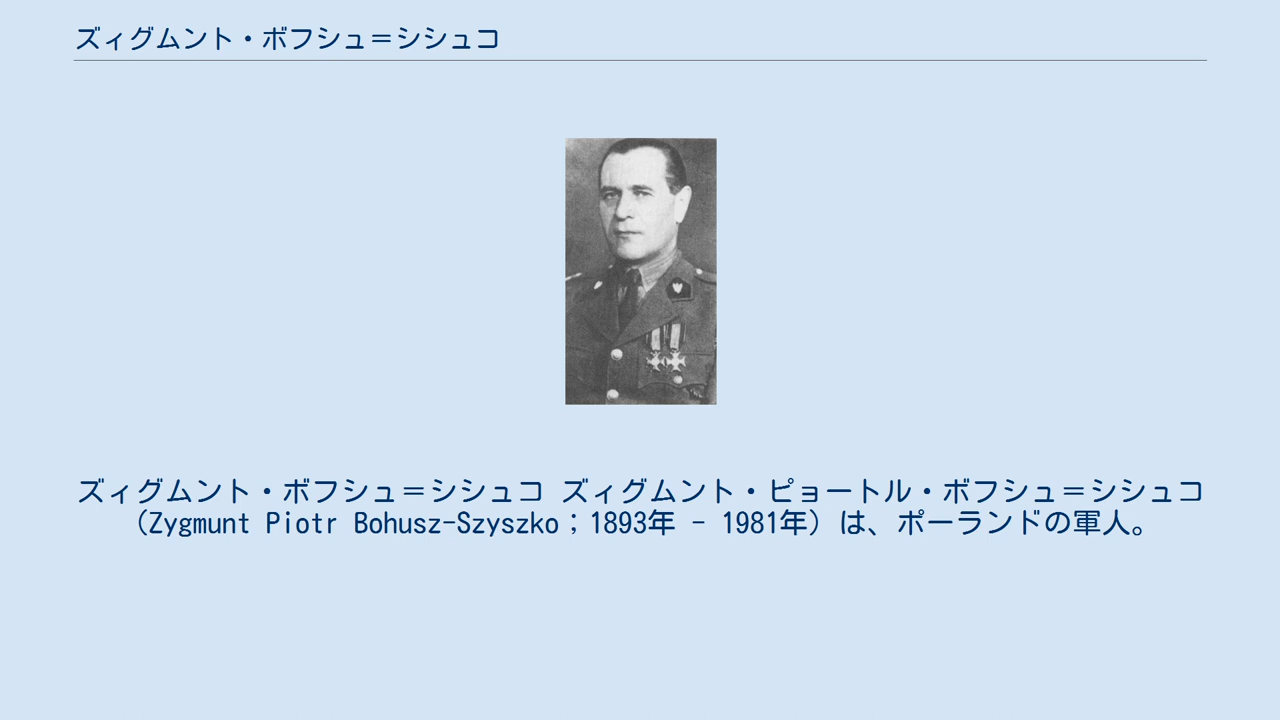 ズィグムント・ボフシュ＝シシュコ
ズィグムント・ボフシュ＝シシュコ ズィグムント・ピョートル・ボフシュ＝シシュコ
（Zygmunt Piotr Bohusz-Szyszko；1893年 - 1981年）は、ポーランドの軍人。